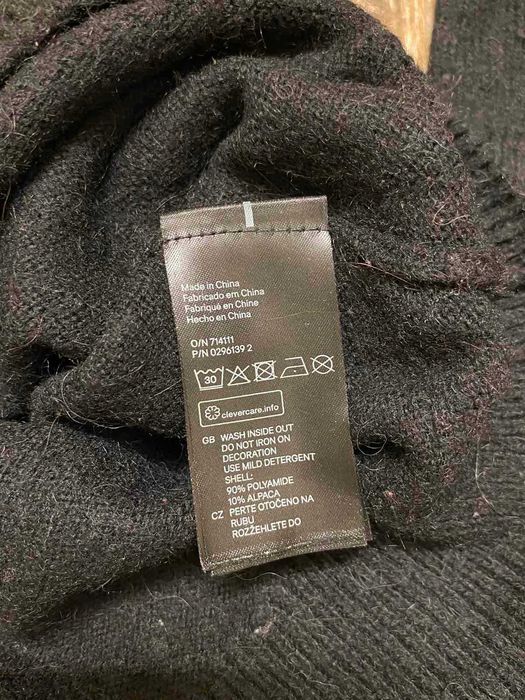 Made in China
Fabricado em China
Fabriqué en Chine
Hecho en China
O/N 714111
P/N 0296139 2
30
clevercare.info
GB WASH INSIDE OUT
DO NOT IRON ON
DECORATION
USE MILD DETERGENT
SHELL:
90% POLYAMIDE
10% ALPACA
CZ PERTE OTOČENO NA
RUBU
ROZŽEHLETE DO